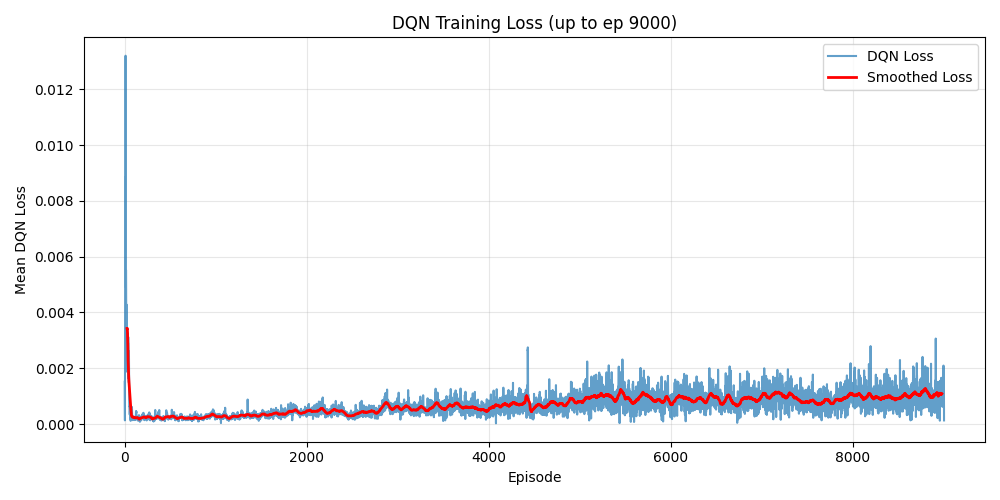 DQN Training Loss (up to ep 9000)
DQN Loss
Smoothed Loss
0.012
0.010
0.008
0.006
0.004
0.002
0.000
Mean DQN Loss
0 2000 4000 6000 8000
Episode